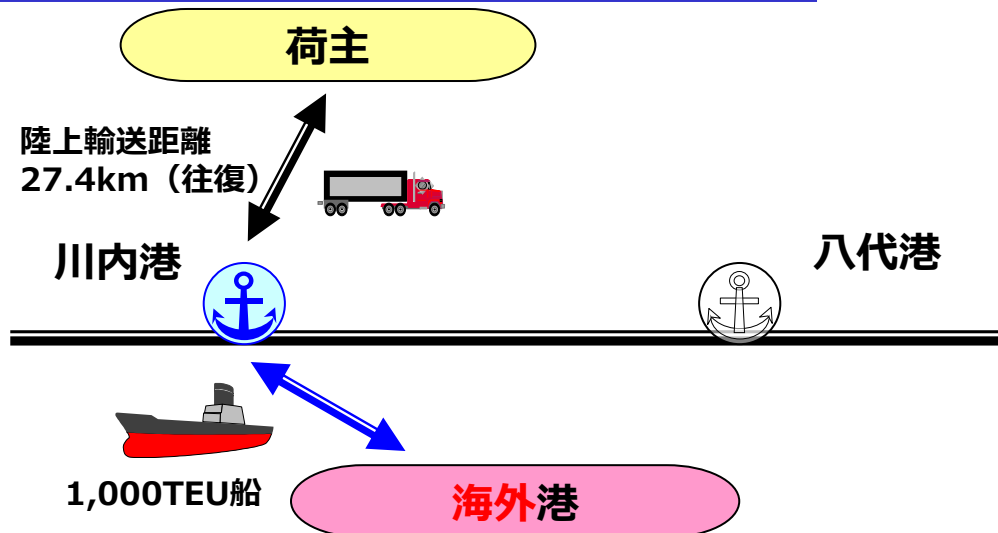 荷主
陸上輸送距離
27.4km（往復）
川内港
八代港
1,000TEU船
海外港